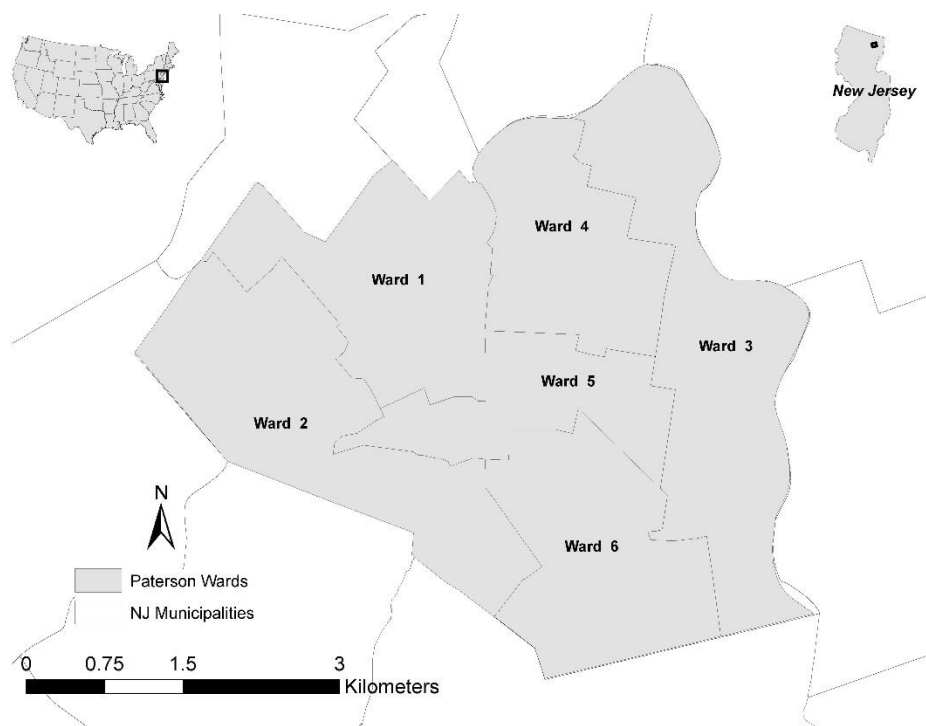 New Jersey
Ward 4
Ward 1
Ward 3
Ward 5
Ward 2
N
Ward 6
Paterson Wards
NJ Municipalities
0 0.75 1.5 3
Kilometers